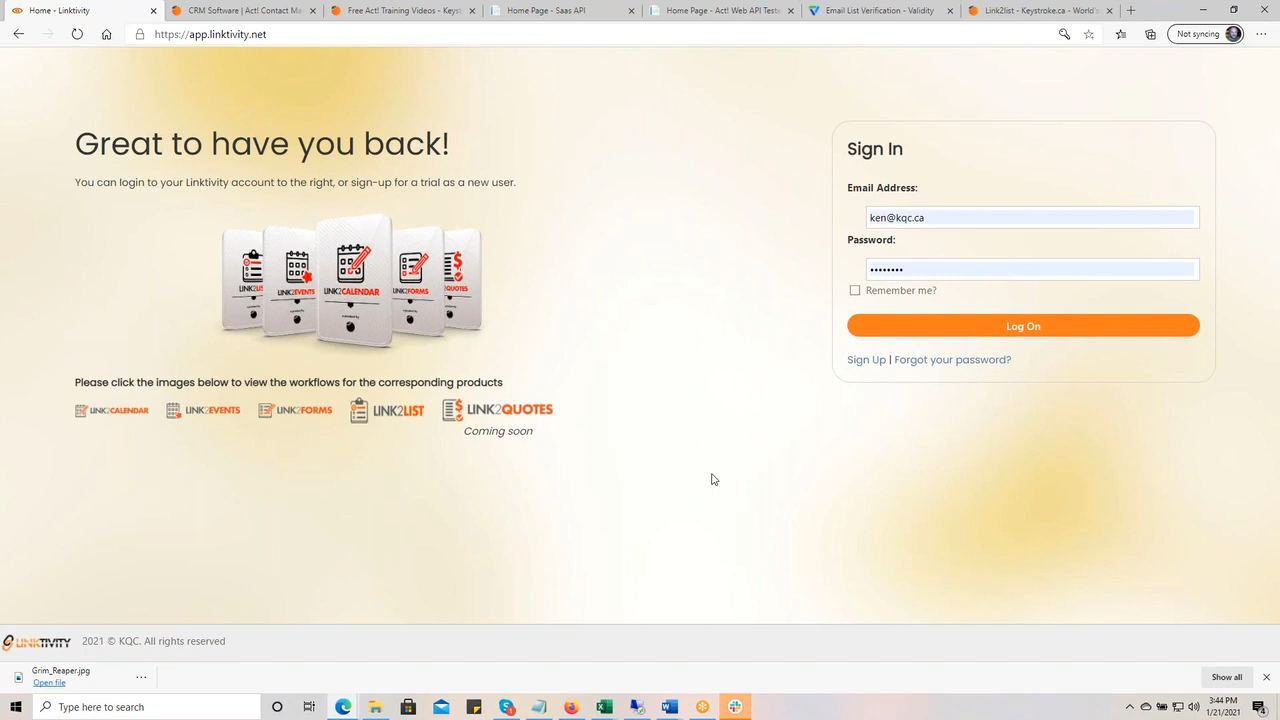 Home - Linktivity
CRM Software | Act! Contact Ma
Free Act! Training Videos - Keyst
Home Page - SaaS API
Home Page - Act! Web API Teste
Email List Verification - Validity
Link2list - Keystroke.ca - World's
https://app.linktivity.net
Not syncing
Great to have you back!
You can login to your Linktivity account to the right, or sign-up for a trial as a new user.
LINK2LIS
LINK2EVENTS
LINK2CALENDAR
LINK2FORMS
QUOTES
Please click the images below to view the workflows for the corresponding products
LINK2CALENDAR
LINK2EVENTS
LINK2FORMS
LINK2LIST
LINK2QUOTES
Coming soon
Sign In
Email Address:
ken@kqc.ca
Password:
••••••••
Remember me?
Log On
Sign Up | Forgot your password?
LINKTIVITY
2021 © KQC. All rights reserved
Grim_Reaper.jpg
Open file
Show all
Type here to search
3:44 PM
1/21/2021